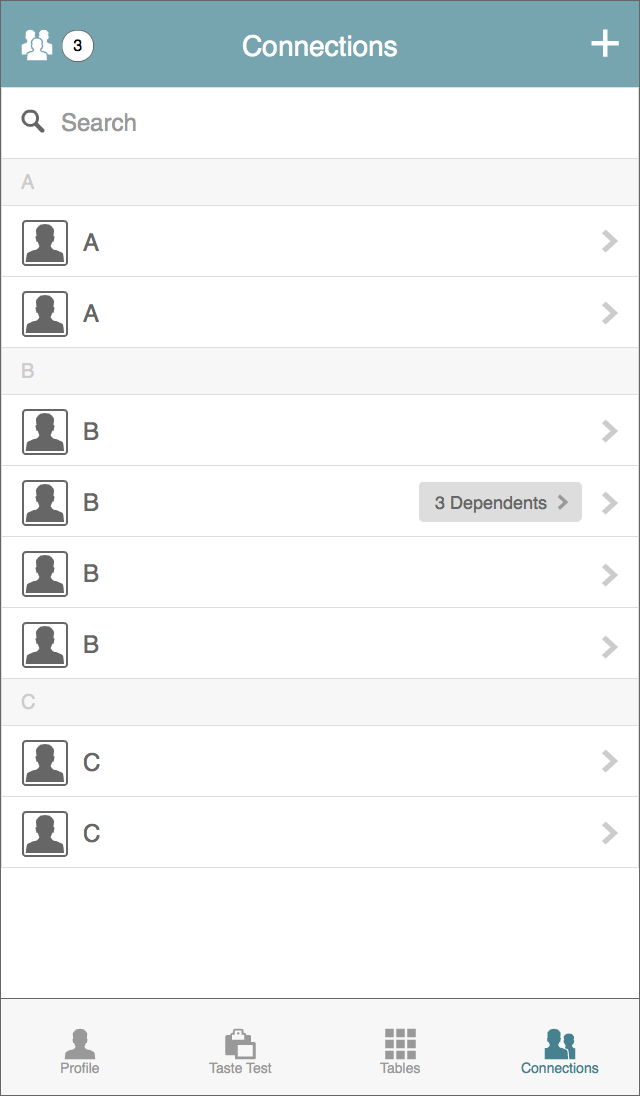 3
Connections
Search
A
A
A
B
B
B
3 Dependents
B
B
C
C
C
Profile
Taste Test
Tables
Connections